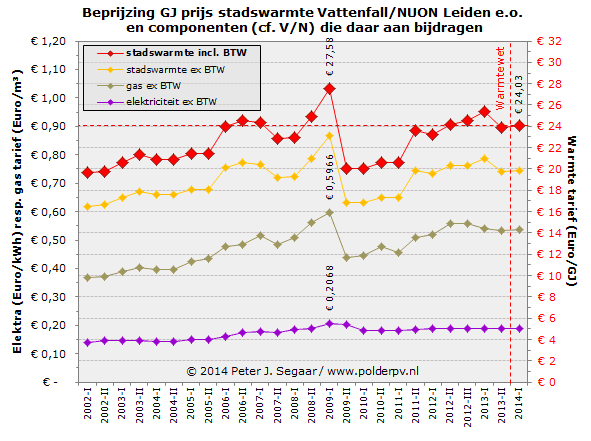 Beprijzing GJ prijs stadswarmte Vattenfall/NUON Leiden e.o.
en componenten (cf. V/N) die daar aan bijdragen
Elektra (Euro/kWh) resp. gas tarief (Euro/m³)
€ 1,20
€ 1,10
€ 1,00
€ 0,90
€ 0,80
€ 0,70
€ 0,60
€ 0,50
€ 0,40
€ 0,30
€ 0,20
€ 0,10
€ -
stadswarmte incl. BTW
stadswarmte ex BTW
gas ex BTW
elektriciteit ex BTW
€ 27,58
€ 0,5966
€ 0,2068
Warmtewet
€ 24,03
€ 32
€ 30
€ 28
€ 26
€ 24
€ 22
€ 20
€ 18
€ 16
€ 14
€ 12
€ 10
€ 8
€ 6
€ 4
€ 2
€ 0
Warmte tarief (Euro/GJ)
© 2014 Peter J. Segaar/ www.polderpv.nl
2002-I
2002-II
2003-I
2003-II
2004-I
2004-II
2005-I
2005-II
2006-I
2006-II
2007-I
2007-II
2008-I
2008-II
2009-I
2009-II
2010-I
2010-II
2011-I
2011-II
2012-I
2012-II
2012-III
2013-I
2013-II
2014-I